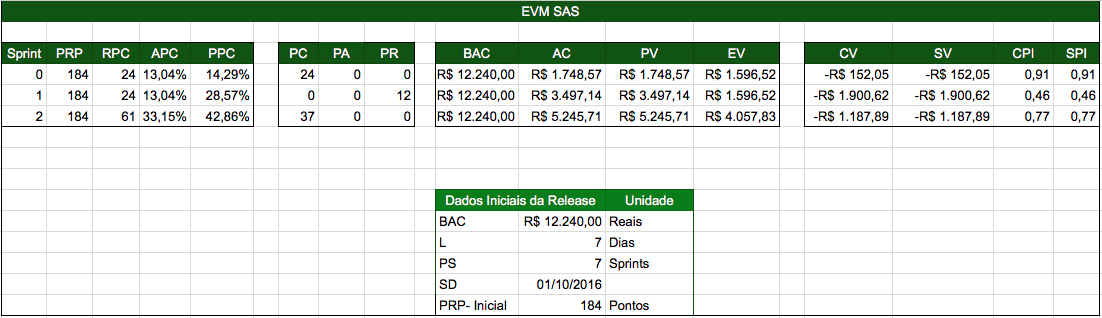 EVM SAS
Sprint PRP RPC APC PPC PC PA PR BAC AC PV EV CV SV CPI SPI
0 184 24 13,04% 14,29% 24 0 0 R$ 12.240,00 R$ 1.748,57 R$ 1.748,57 R$ 1.596,52 -R$ 152,05 -R$ 152,05 0,91 0,91
1 184 24 13,04% 28,57% 0 0 12 R$ 12.240,00 R$ 3.497,14 R$ 3.497,14 R$ 1.596,52 -R$ 1.900,62 -R$ 1.900,62 0,46 0,46
2 184 61 33,15% 42,86% 37 0 0 R$ 12.240,00 R$ 5.245,71 R$ 5.245,71 R$ 4.057,83 -R$ 1.187,89 -R$ 1.187,89 0,77 0,77
Dados Iniciais da Release Unidade
BAC R$ 12.240,00 Reais
L 7 Dias
PS 7 Sprints
SD 01/10/2016
PRP- Inicial 184 Pontos